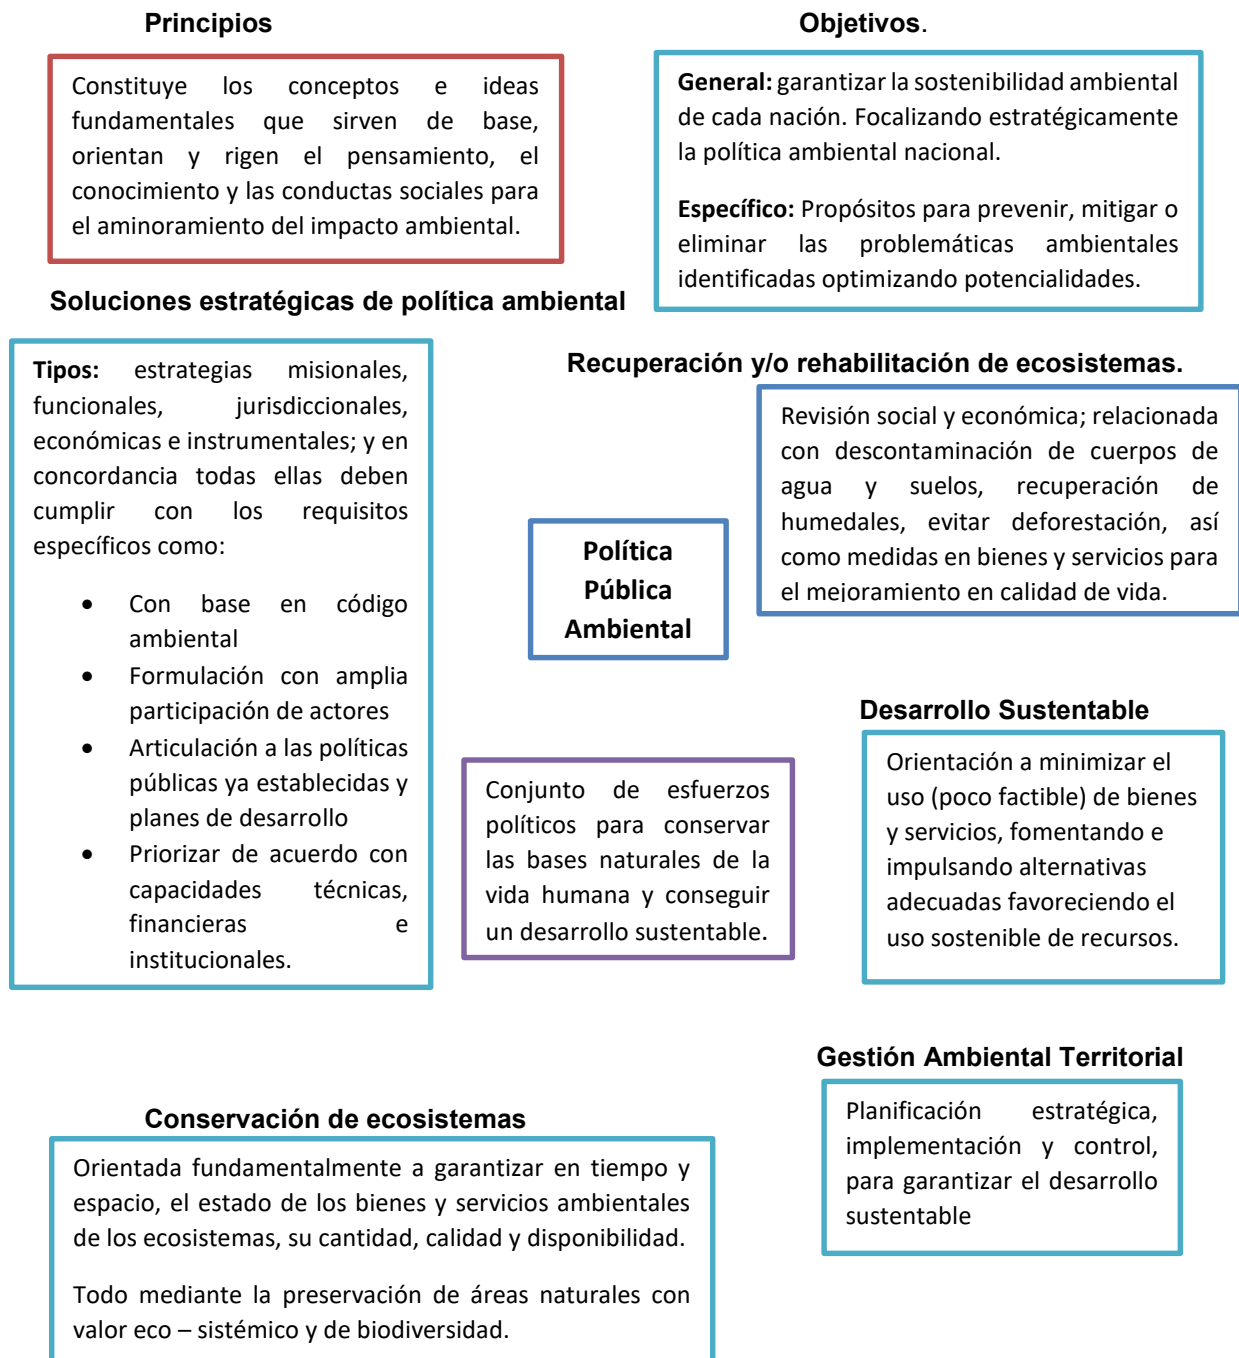 Principios
Constituye los conceptos e ideas
fundamentales que sirven de base,
orientan y rigen el pensamiento, el
conocimiento y las conductas sociales para
el aminoramiento del impacto ambiental.
Objetivos.
General: garantizar la sostenibilidad ambiental
de cada nación. Focalizando estratégicamente
la política ambiental nacional.
Específico: Propósitos para prevenir, mitigar o
eliminar las problemáticas ambientales
identificadas optimizando potencialidades.
Soluciones estratégicas de política ambiental
Tipos: estrategias misionales,
funcionales, jurisdiccionales,
económicas e instrumentales; y en
concordancia todas ellas deben
cumplir con los requisitos
específicos como:
• Con base en código
ambiental
• Formulación con amplia
participación de actores
• Articulación a las políticas
públicas ya establecidas y
planes de desarrollo
• Priorizar de acuerdo con
capacidades técnicas,
financieras e
institucionales.
Recuperación y/o rehabilitación de ecosistemas.
Revisión social y económica; relacionada
con descontaminación de cuerpos de
agua y suelos, recuperación de
humedales, evitar deforestación, así
como medidas en bienes y servicios para
el mejoramiento en calidad de vida.
Política
Pública
Ambiental
Conjunto de esfuerzos
políticos para conservar
las bases naturales de la
vida humana y conseguir
un desarrollo sustentable.
Desarrollo Sustentable
Orientación a minimizar el
uso (poco factible) de bienes
y servicios, fomentando e
impulsando alternativas
adecuadas favoreciendo el
uso sostenible de recursos.
Gestión Ambiental Territorial
Planificación estratégica,
implementación y control,
para garantizar el desarrollo
sustentable
Conservación de ecosistemas
Orientada fundamentalmente a garantizar en tiempo y
espacio, el estado de los bienes y servicios ambientales
de los ecosistemas, su cantidad, calidad y disponibilidad.
Todo mediante la preservación de áreas naturales con
valor eco – sistémico y de biodiversidad.